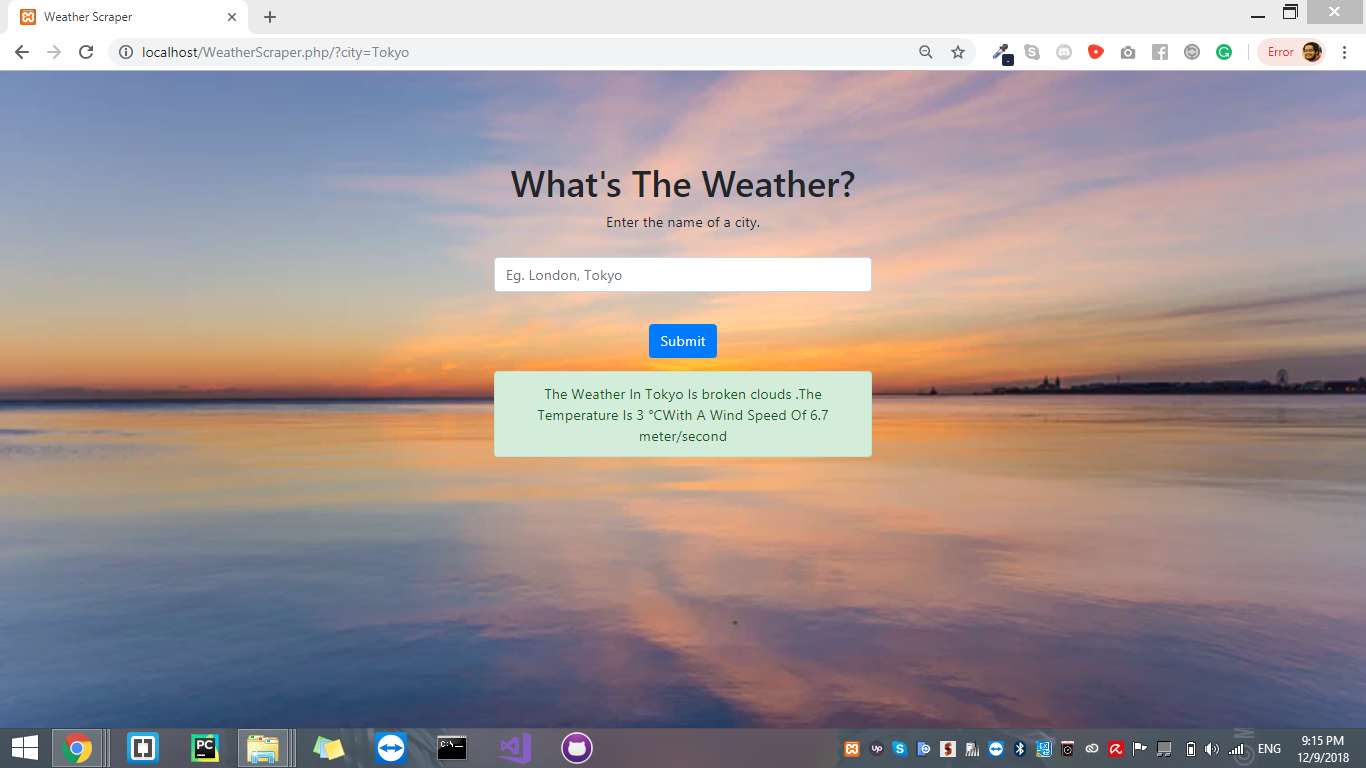 Weather Scraper
localhost/WeatherScraper.php/?city=Tokyo
Error
What's The Weather?
Enter the name of a city.
Eg. London, Tokyo
Submit
The Weather In Tokyo Is broken clouds .The
Temperature Is 3 °CWith A Wind Speed Of 6.7
meter/second
PC
C:\
Up
ENG
9:15 PM
12/9/2018